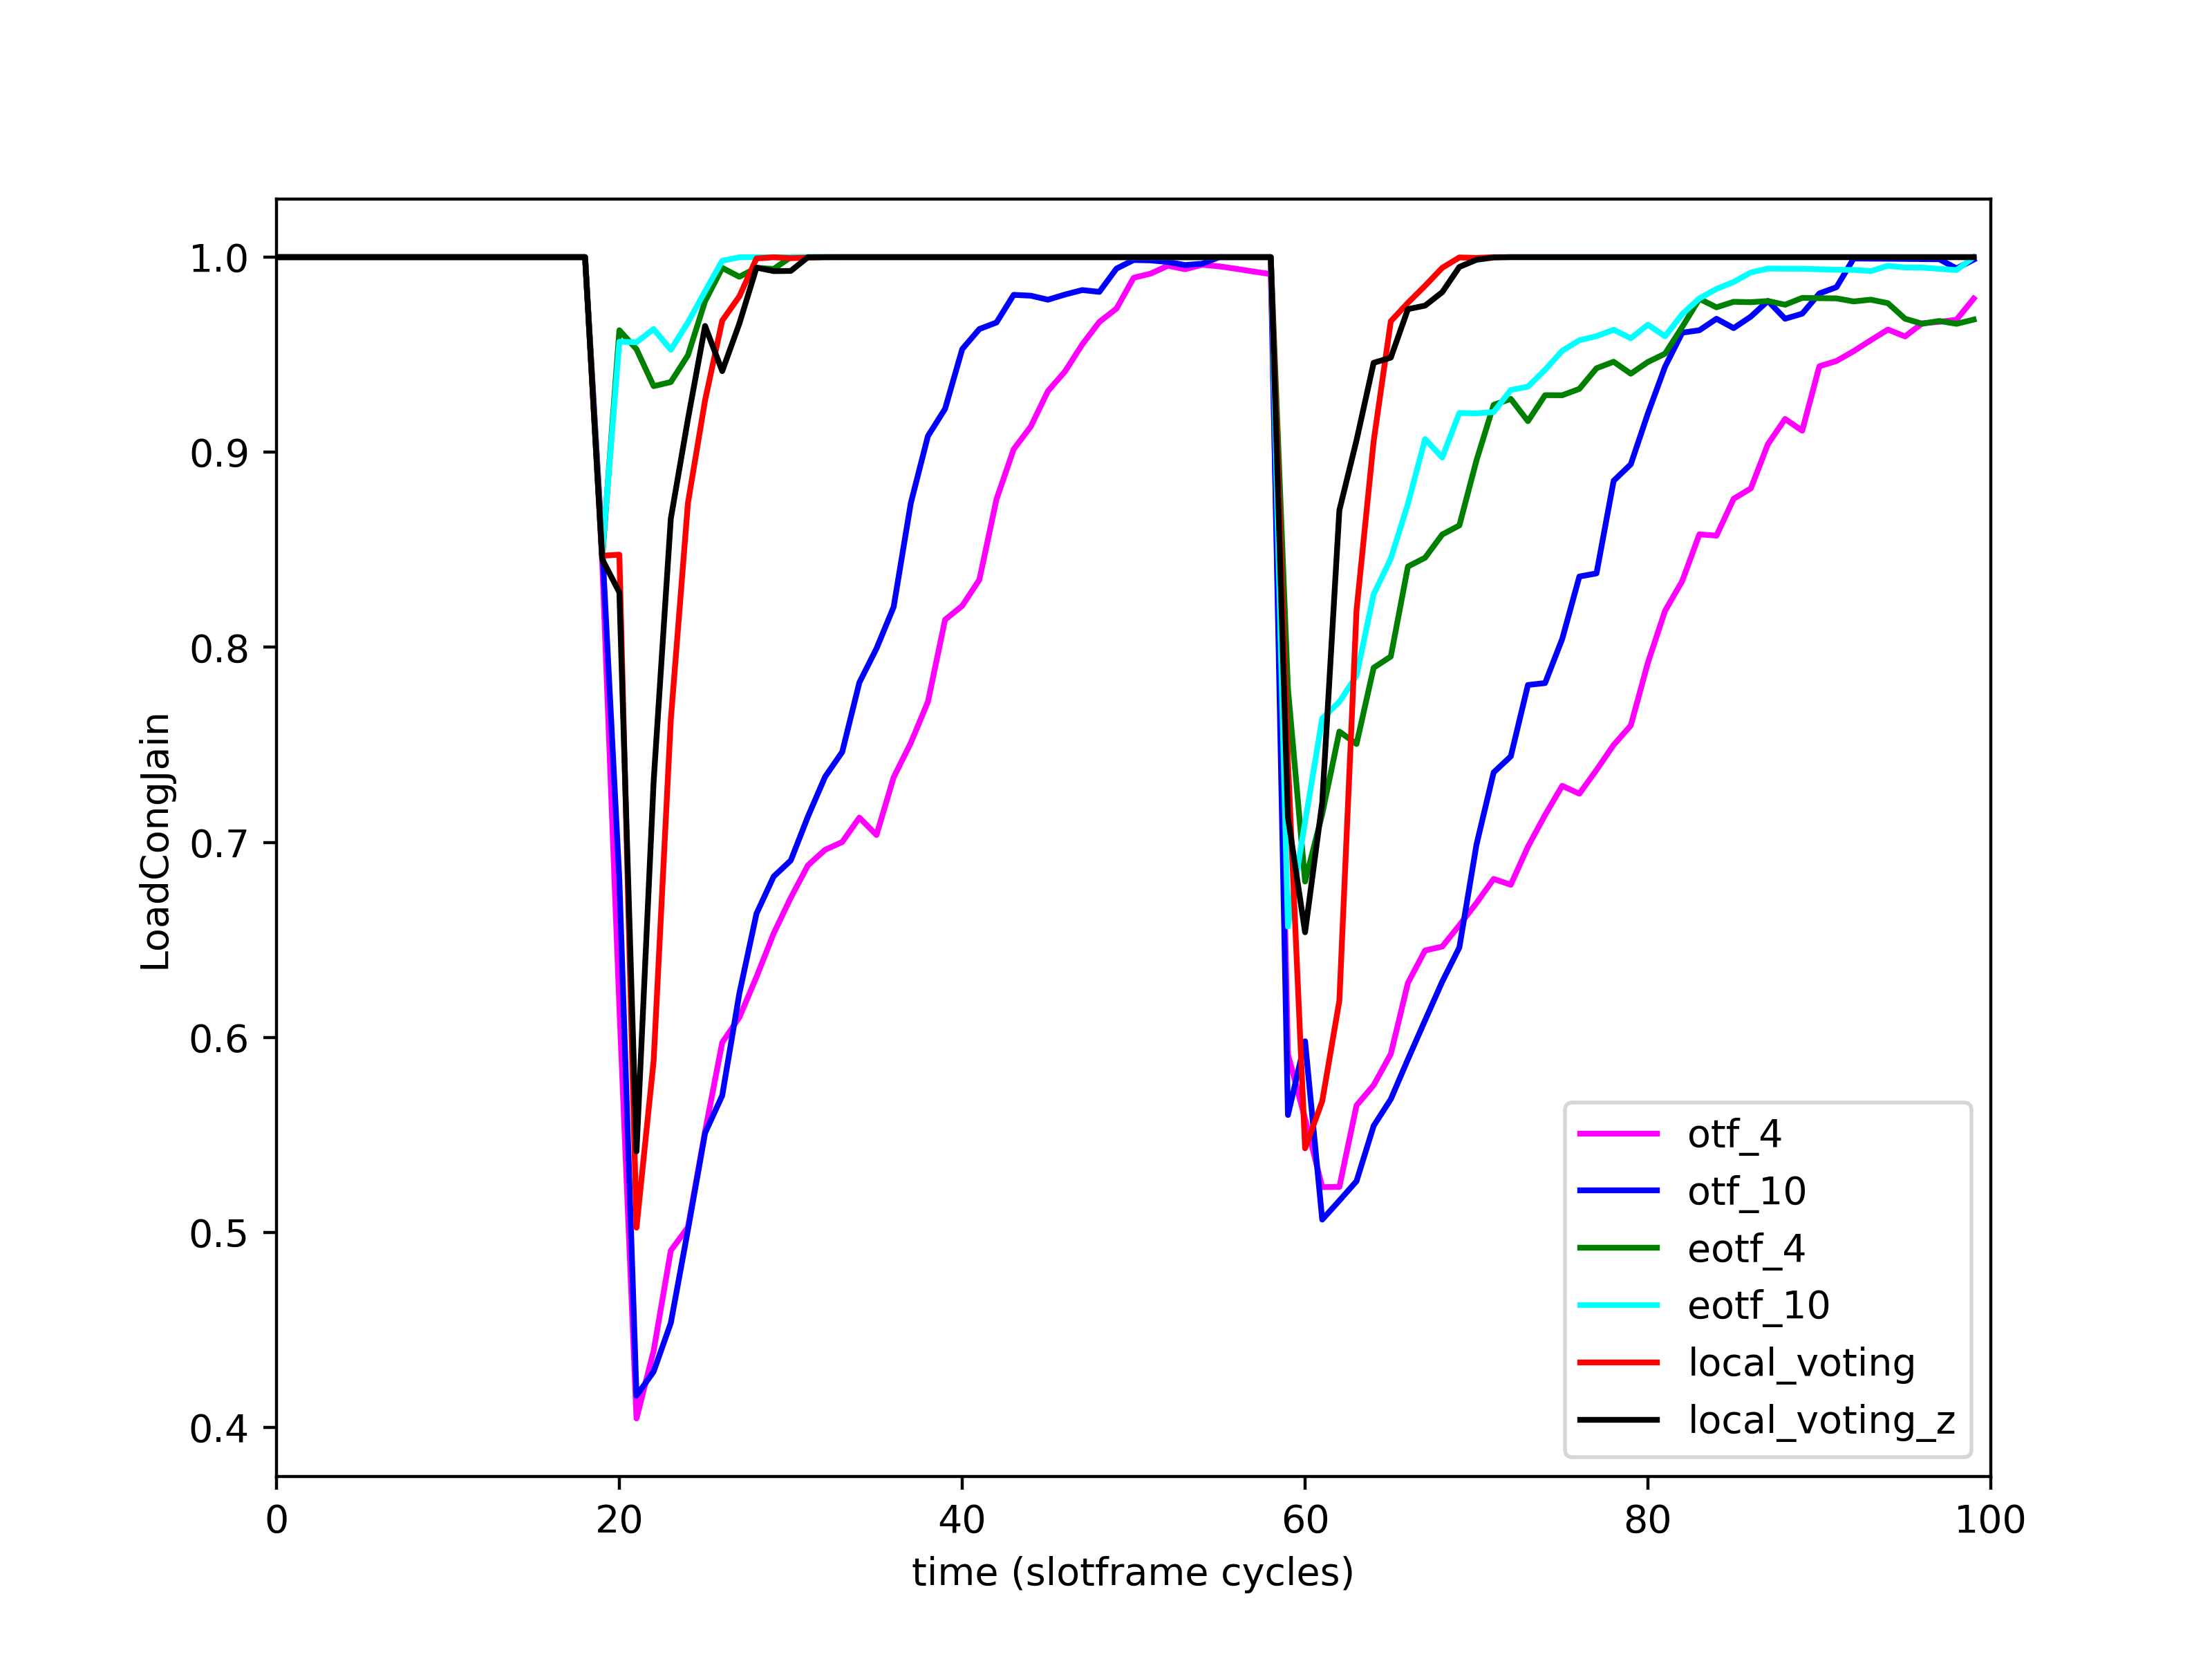 1.0
0.9
0.8
0.7
0.6
0.5
0.4
LoadCongJain
0
20
40
60
80
100
time (slotframe cycles)
otf_4
otf_10
eotf_4
eotf_10
local_voting
local_voting_z